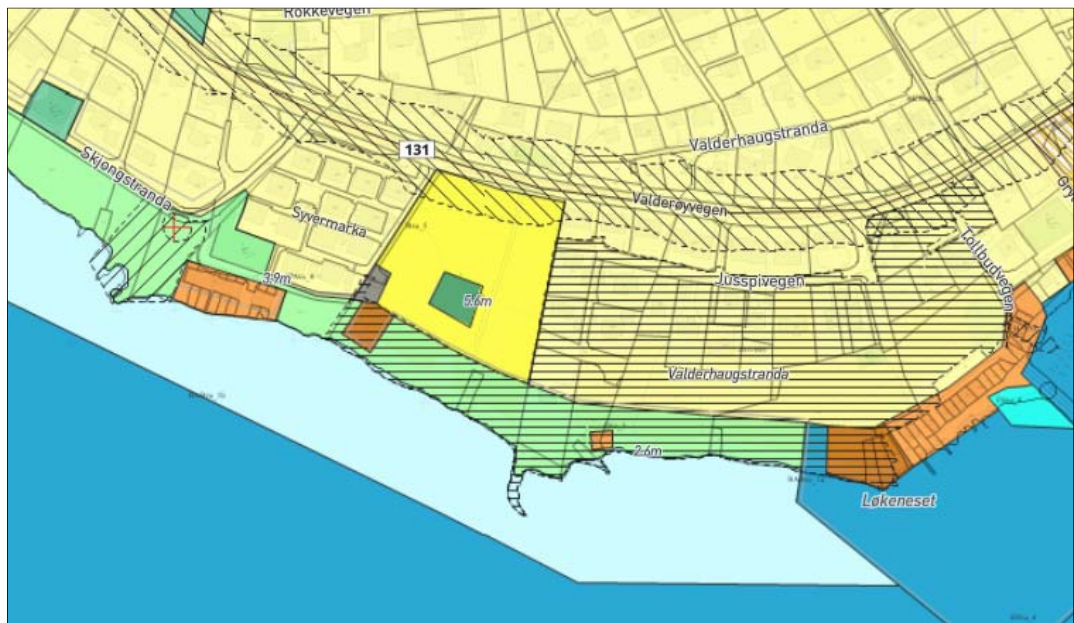 Rokkevegen
Valderhaugstranda
131
Skjongstranda
Valderøyvegen
Syvermarka
3.9m
Tollbudvegen
Jusspivegen
5.6m
Valderhaugstranda
2.6m
Løkeneset